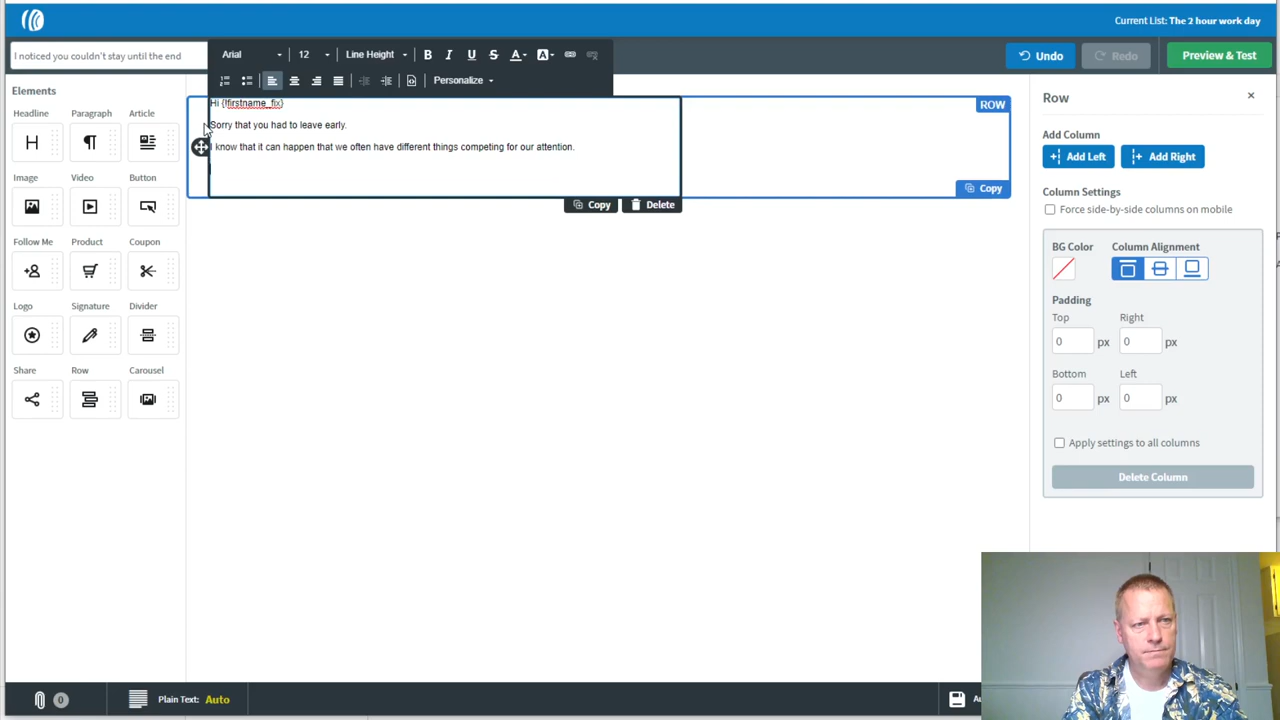 Current List: The 2 hour work day
I noticed you couldn't stay until the end
Arial 12 Line Height B I U S A A
Undo Redo Preview & Test
Personalize
Elements
Headline Paragraph Article
H
Image Video Button
Follow Me Product Coupon
Logo Signature Divider
Share Row Carousel
Hi {!firstname_fix}
Sorry that you had to leave early.
I know that it can happen that we often have different things competing for our attention.
ROW
Copy
Copy Delete
Row ×
Add Column
Add Left Add Right
Column Settings
Force side-by-side columns on mobile
BG Color Column Alignment
Padding
Top Right
0 px 0 px
Bottom Left
0 px 0 px
Apply settings to all columns
Delete Column
0 Plain Text: Auto